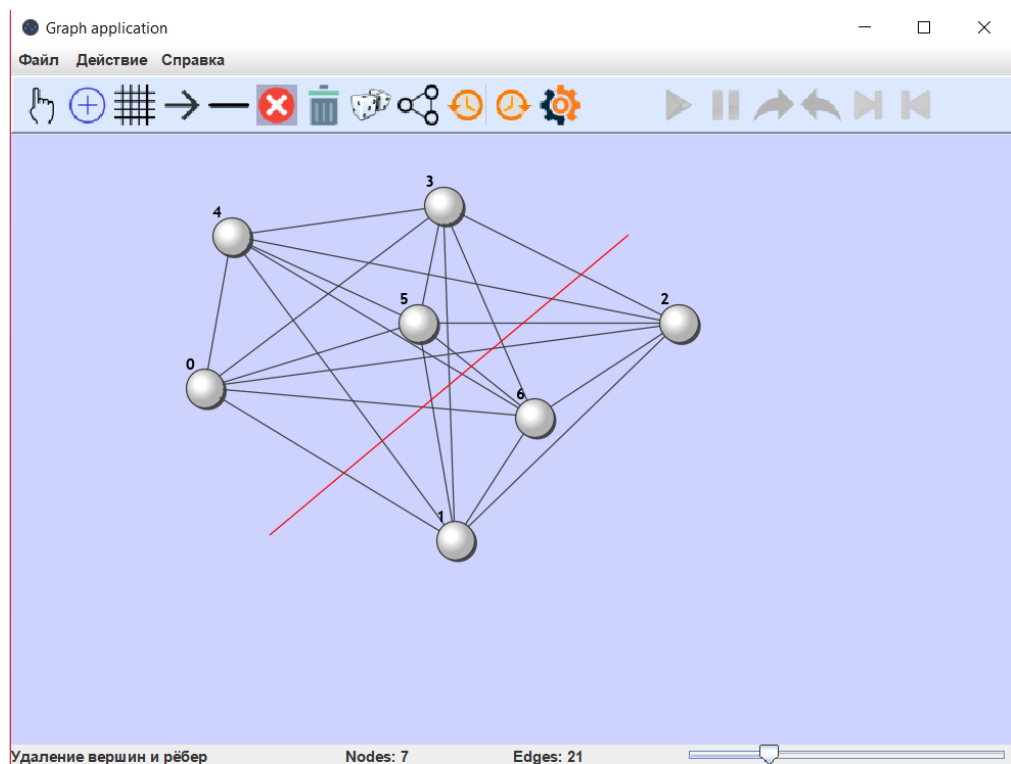 Graph application
Файл Действие Справка
3
4
5
2
0
6
1
Удаление вершин и рёбер Nodes: 7 Edges: 21